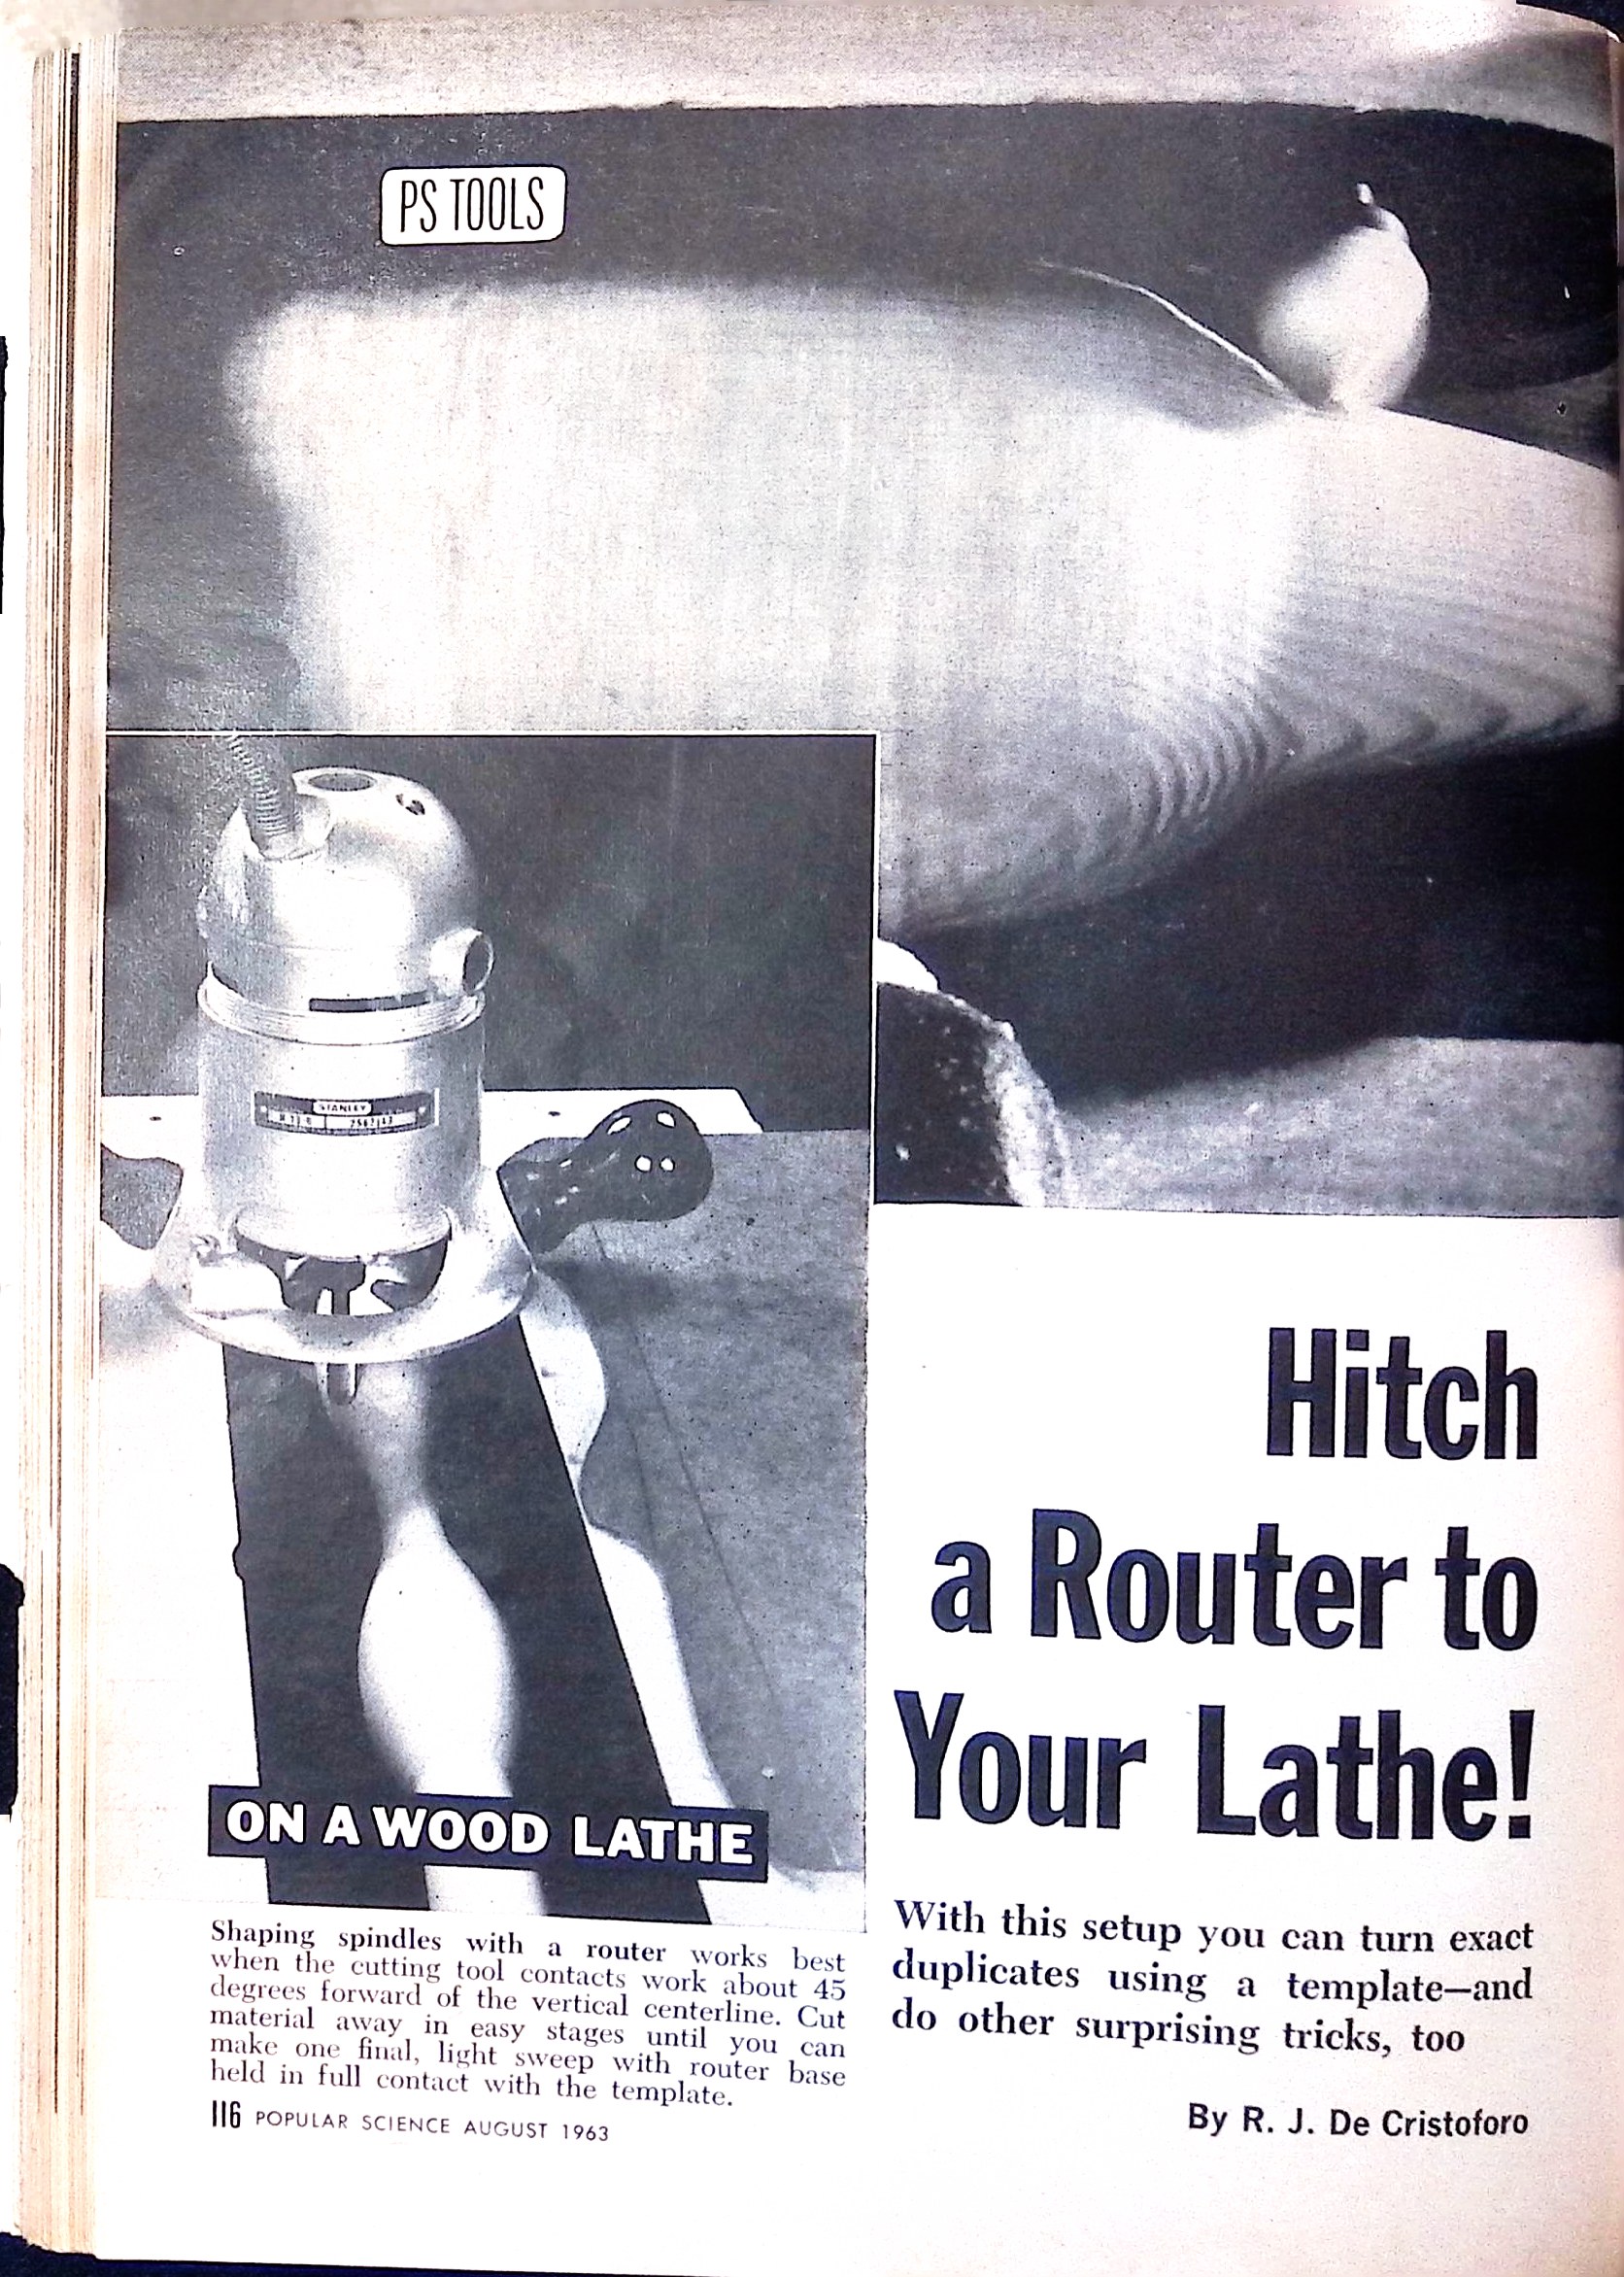 PS TOOLS
STANLEY
ON A WOOD LATHE
Shaping spindles with a router works best
when the cutting tool contacts work about 45
degrees forward of the vertical centerline. Cut
material away in easy stages until you can
make one final, light sweep with router base
held in full contact with the template.
116 POPULAR SCIENCE AUGUST 1963
Hitch
a Router to
Your Lathe!
With this setup you can turn exact
duplicates using a template—and
do other surprising tricks, too
By R. J. De Cristoforo